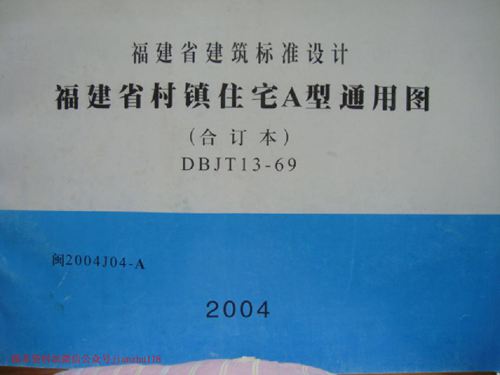 福建省建筑标准设计
福建省村镇住宅A型通用图
(合订本)
DBJT13-69
闽2004J04-A
2004